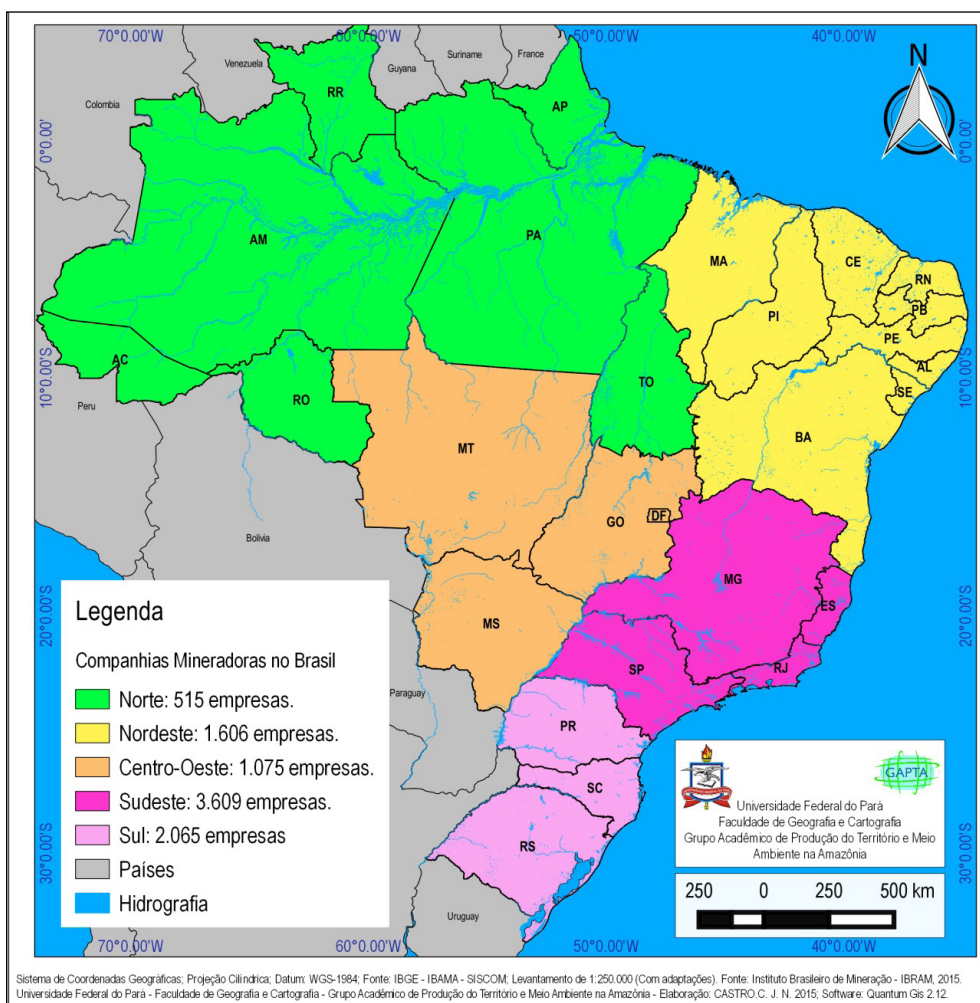 70°0.00'W 60°0.00'W 50°0.00'W 40°0.00'W
Venezuela
Suriname
France
Guyana
Colombia
RR
AP
N
0°0.00'
0°0.00'
AM
PA
MA
CE
RN
PB
PI
PE
AL
SE
AC
RO
TO
BA
10°0.00'S
10°0.00'S
Peru
MT
GO
DF
Bolivia
MG
ES
MS
SP
RJ
20°0.00'S
20°0.00'S
Paraguay
PR
SC
RS
Uruguay
30°0.00'S
30°0.00'S
Legenda
Companhias Mineradoras no Brasil
Norte: 515 empresas.
Nordeste: 1.606 empresas.
Centro-Oeste: 1.075 empresas.
Sudeste: 3.609 empresas.
Sul: 2.065 empresas
Países
Hidrografia
GAPTA
Universidade Federal do Pará
Faculdade de Geografia e Cartografia
Grupo Acadêmico de Produção do Território e Meio
Ambiente na Amazônia
250 0 250 500 km
70°0.00'W 60°0.00'W 50°0.00'W 40°0.00'W
Sistema de Coordenadas Geográficas; Projeção Cilindrica; Datum: WGS-1984; Fonte: IBGE - IBAMA - SISCOM; Levantamento de 1:250.000 (Com adaptações). Fonte: Instituto Brasileiro de Mineração - IBRAM, 2015.
Universidade Federal do Pará - Faculdade de Geografia e Cartografia - Grupo Acadêmico de Produção do Território e Meio Ambiente na Amazônia - Elaboração: CASTRO.C. J. N. 2015; Software: Quantum Gis 2.12.